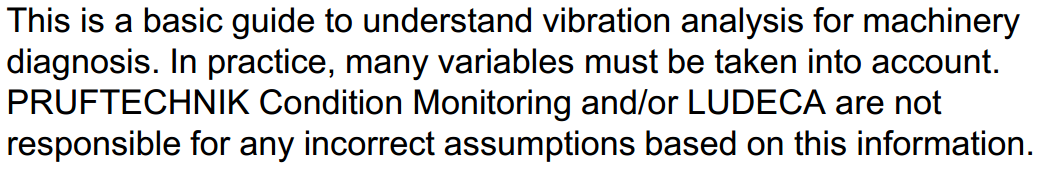 This is a basic guide to understand vibration analysis for machinery
diagnosis. In practice, many variables must be taken into account.
PRUFTECHNIK Condition Monitoring and/or LUDECA are not
responsible for any incorrect assumptions based on this information.